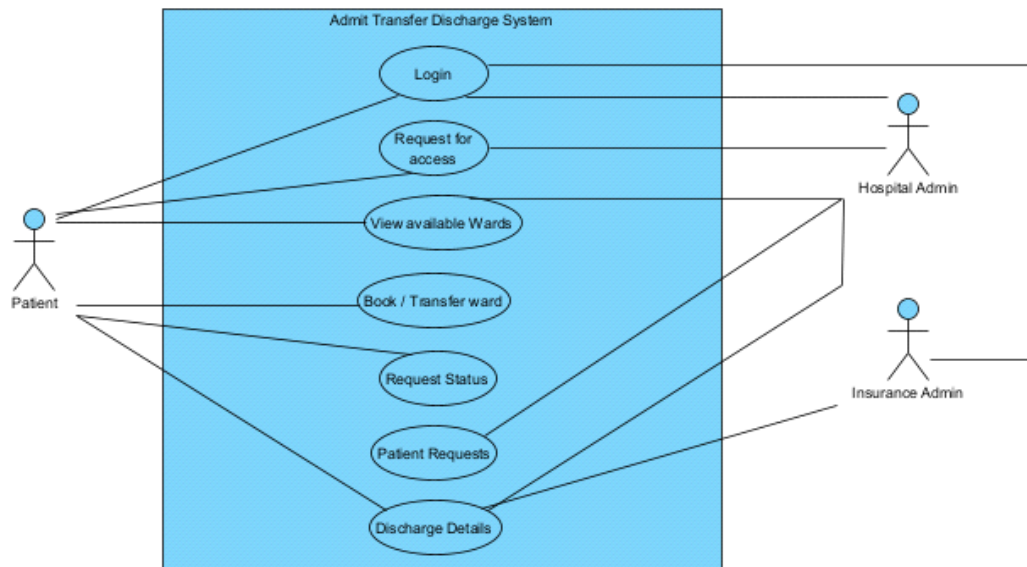 Admit Transfer Discharge System
Login
Request for
access
Hospital Admin
View available Wards
Patient
Book / Transfer ward
Request Status
Insurance Admin
Patient Requests
Discharge Details